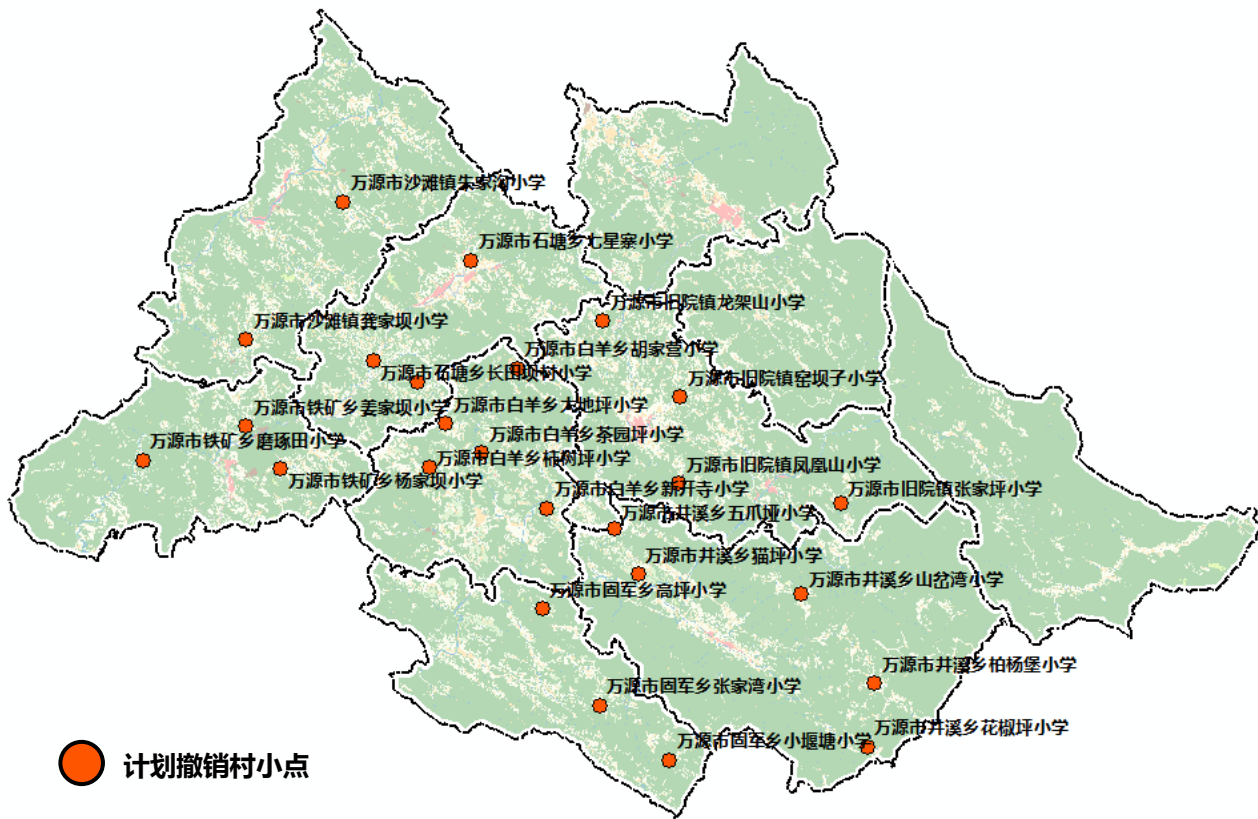 万源市沙滩镇朱家沟小学
万源市石塘乡七星寨小学
万源市旧院镇龙架山小学
万源市沙滩镇龚家坝小学
万源市白羊乡胡家营小学
万源市石塘乡长田坝村小学
万源市旧院镇窑坝子小学
万源市铁矿乡姜家坝小学
万源市白羊乡大地坪小学
万源市铁矿乡磨琢田小学
万源市白羊乡茶园坪小学
万源市白羊乡柿树坪小学
万源市铁矿乡杨家坝小学
万源市旧院镇凤凰山小学
万源市白羊乡新开寺小学
万源市旧院镇张家坪小学
万源市井溪乡五爪垭小学
万源市井溪乡猫坪小学
万源市井溪乡山岔湾小学
万源市固军乡高坪小学
万源市井溪乡柏杨堡小学
万源市固军乡张家湾小学
万源市井溪乡花椒坪小学
万源市固军乡小堰塘小学
计划撤销村小点